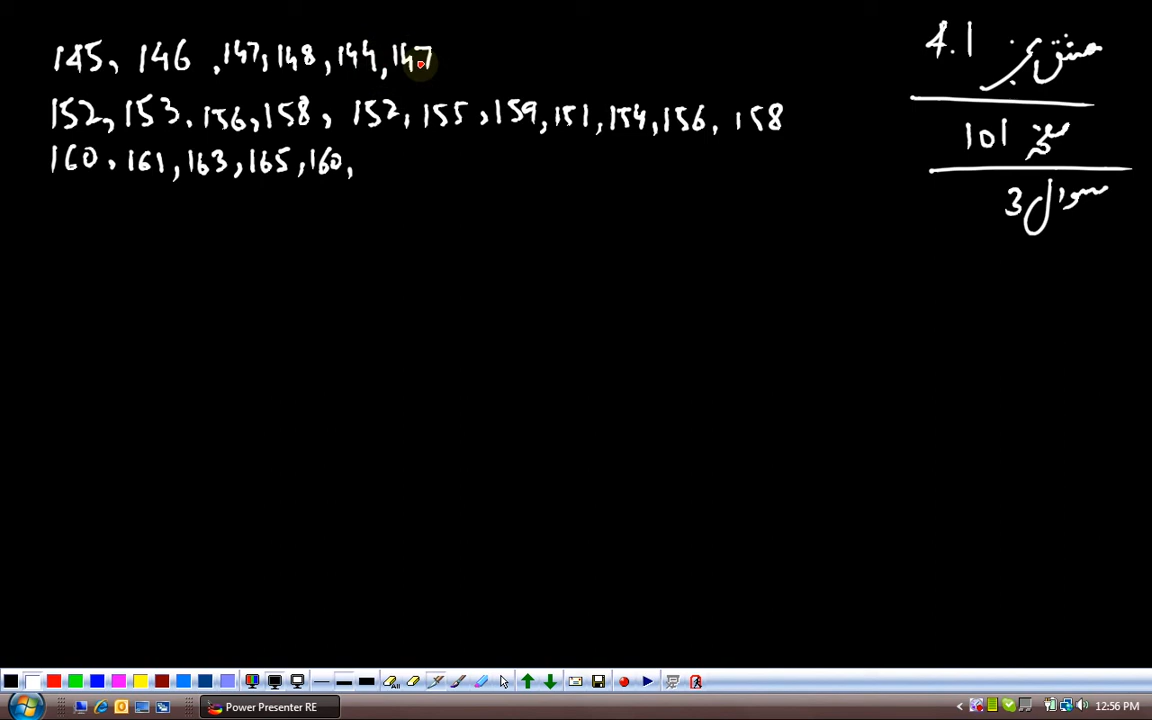 145, 146, 147, 148, 144, 147
152, 153, 156, 158, 152, 155, 159, 151, 154, 156, 158
160, 161, 163, 165, 160,
مشق نمبر 4.1
صفحہ 101
سوال 3
Power Presenter RE
12:56 PM